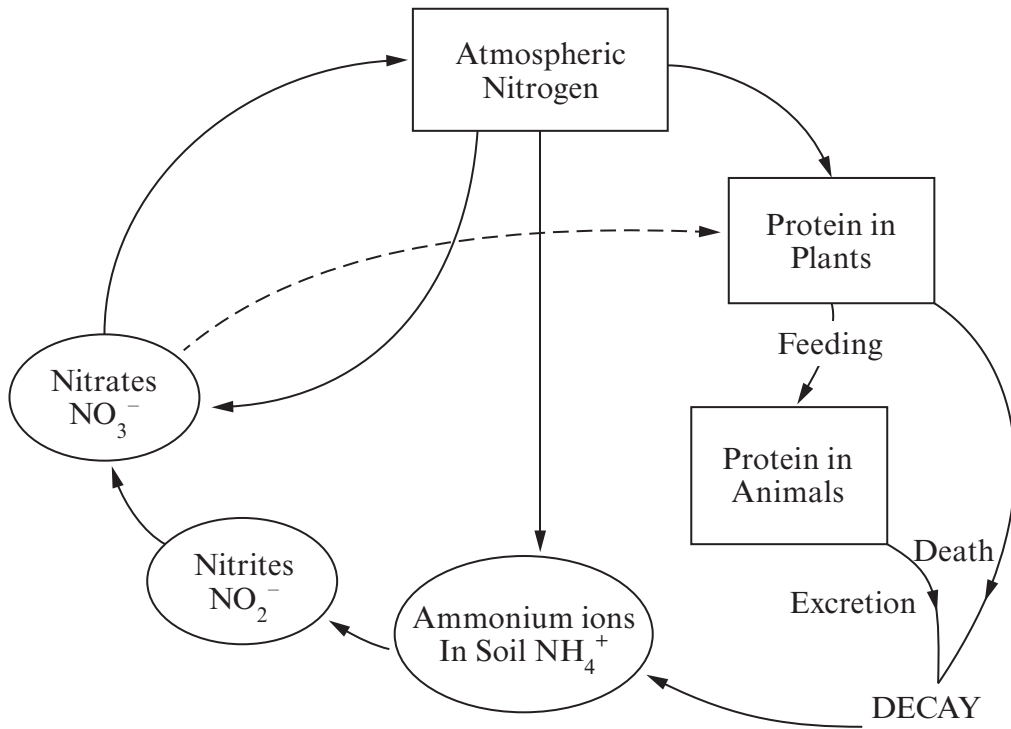 Atmospheric
Nitrogen
Protein in
Plants
Feeding
Nitrates
NO₃⁻
Protein in
Animals
Death
Nitrites
NO₂⁻
Excretion
Ammonium ions
In Soil NH₄⁺
DECAY